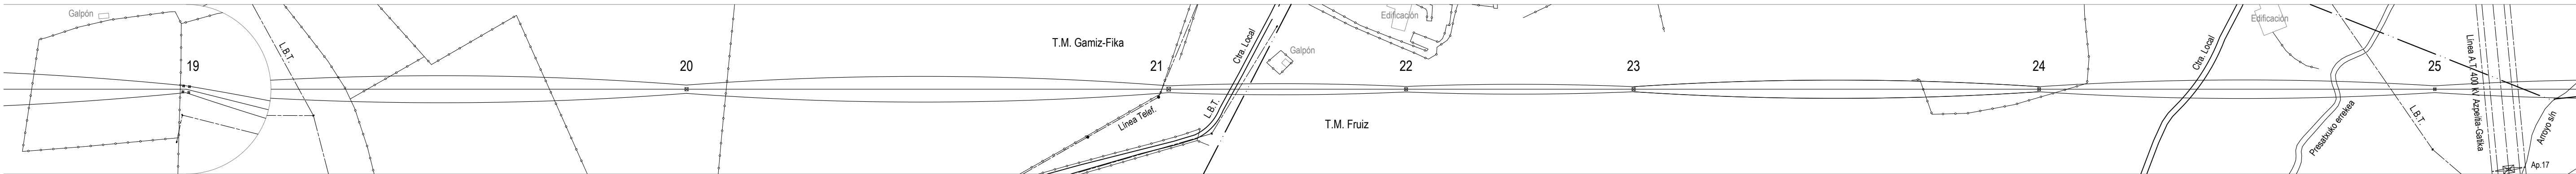 Galpón
19
L.B.T.
20
T.M. Gamiz-Fika
21
Línea Telef.
L.B.T.
Ctra. Local
Galpón
T.M. Fruiz
Edificación
22
23
24
Ctra. Local
Edificación
Presatxuko errekea
L.B.T.
25
Línea A.T. 400 kV Azpeitia-Gatika
Arroyo s/n
Ap.17